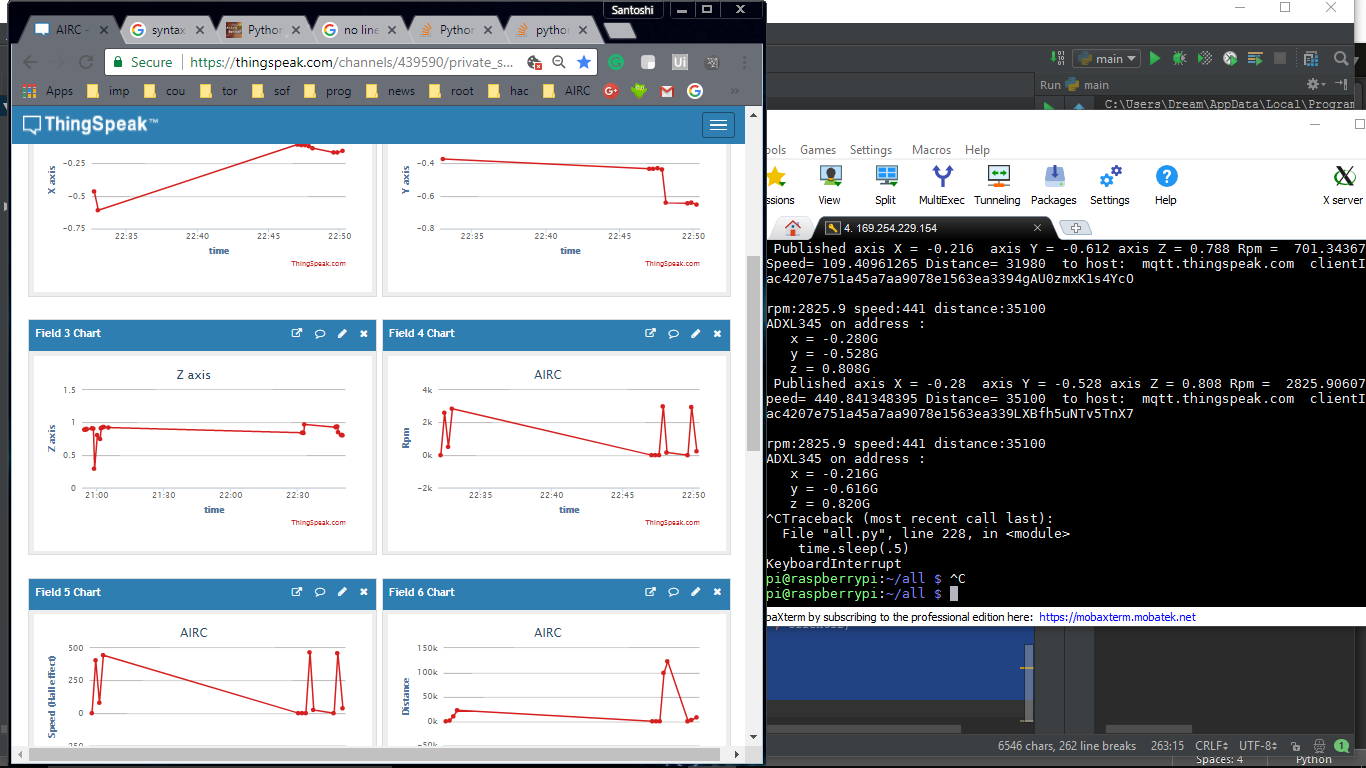 Santoshi
AIRC -
syntax
Python
no line
Python
python
Secure
https://thingspeak.com/channels/439590/private_s...
Apps
imp
cou
tor
sof
prog
news
root
hac
AIRC
»
ThingSpeak™
−0.25
−0.5
−0.75
X axis
22:35
22:40
22:45
22:50
time
ThingSpeak.com
−0.4
−0.6
−0.8
Y axis
22:35
22:40
22:45
22:50
time
ThingSpeak.com
Field 3 Chart
Z axis
1.5
1
0.5
0
Z axis
21:00
21:30
22:00
22:30
time
ThingSpeak.com
Field 4 Chart
AIRC
4k
2k
0k
−2k
Rpm
22:35
22:40
22:45
22:50
time
ThingSpeak.com
Field 5 Chart
AIRC
500
250
0
Speed (Hall effect)
Field 6 Chart
AIRC
150k
100k
50k
0k
Distance
main
Run main
C:\Users\Dream\AppData\Local\Program
ools
Games
Settings
Macros
Help
ssions
View
Split
MultiExec
Tunneling
Packages
Settings
Help
X server
4. 169.254.229.154
Published axis X = -0.216  axis Y = -0.612 axis Z = 0.788 Rpm =  701.34367
Speed= 109.40961265 Distance= 31980  to host:  mqtt.thingspeak.com  clientI
ac4207e751a45a7aa9078e1563ea3394gAU0zmxK1s4YcO
rpm:2825.9 speed:441 distance:35100
ADXL345 on address :
x = -0.280G
y = -0.528G
z = 0.808G
Published axis X = -0.28  axis Y = -0.528 axis Z = 0.808 Rpm =  2825.90607
peed= 440.841348395 Distance= 35100  to host:  mqtt.thingspeak.com  clientI
ac4207e751a45a7aa9078e1563ea339LXBfh5uNTv5TnX7
rpm:2825.9 speed:441 distance:35100
ADXL345 on address :
x = -0.216G
y = -0.616G
z = 0.820G
^CTraceback (most recent call last):
File "all.py", line 228, in <module>
time.sleep(.5)
KeyboardInterrupt
pi@raspberrypi:~/all $ ^C
pi@raspberrypi:~/all $
baXterm by subscribing to the professional edition here:  https://mobaxterm.mobatek.net
6546 chars, 262 line breaks
263:15
CRLF
UTF-8
1
Spaces: 4
Python